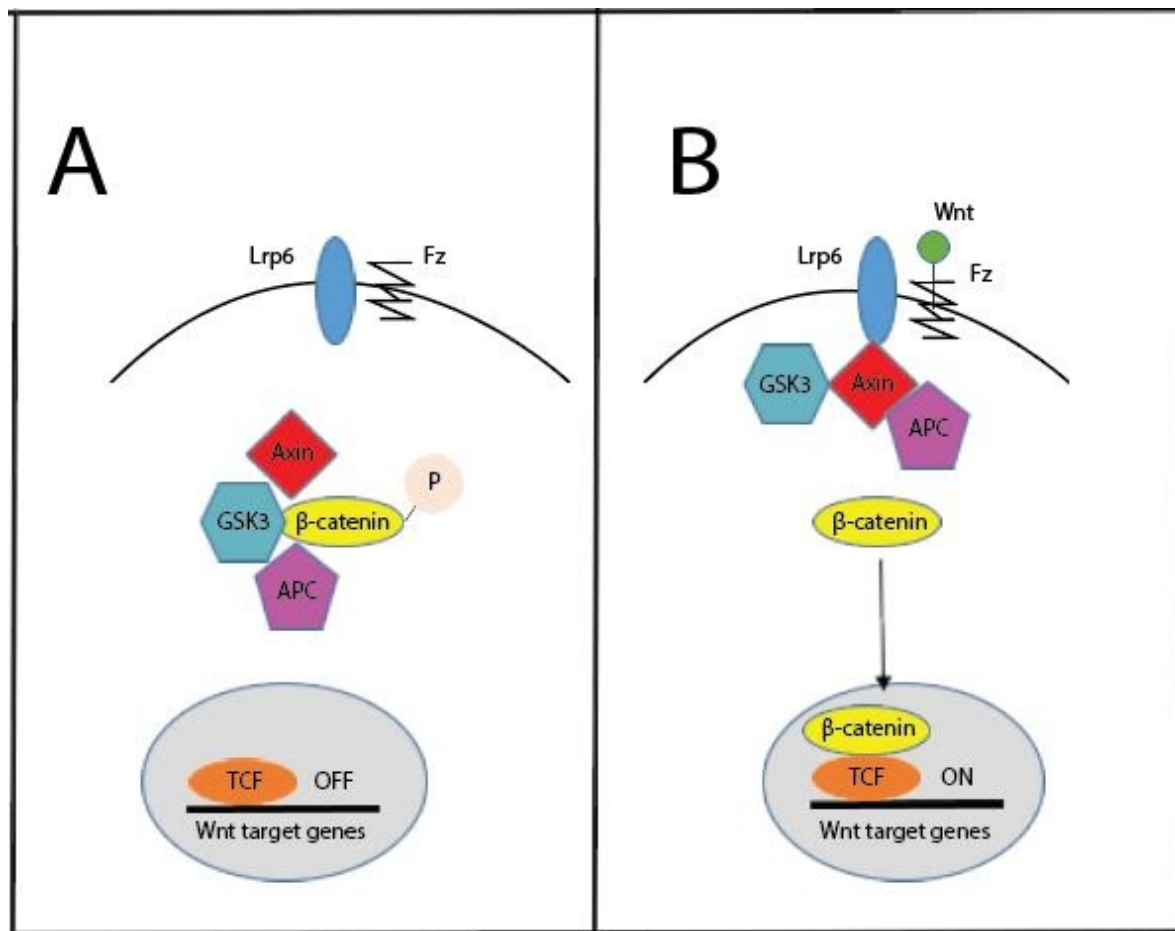 A
Lrp6
Fz
Axin
P
GSK3
β-catenin
APC
TCF
OFF
Wnt target genes
B
Wnt
Lrp6
Fz
GSK3
Axin
APC
β-catenin
β-catenin
TCF
ON
Wnt target genes